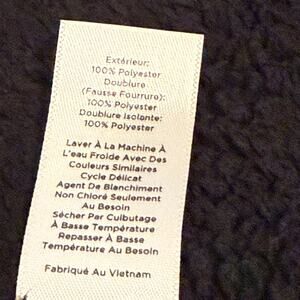 Extérieur:
100% Polyester
Doublure
(Fausse Fourrure):
100% Polyester
Doublure Isolante:
100% Polyester
Laver À La Machine À
L'eau Froide Avec Des
Couleurs Similaires
Cycle Délicat
Agent De Blanchiment
Non Chloré Seulement
Au Besoin
Sécher Par Culbutage
À Basse Température
Repasser À Basse
Température Au Besoin
Fabriqué Au Vietnam